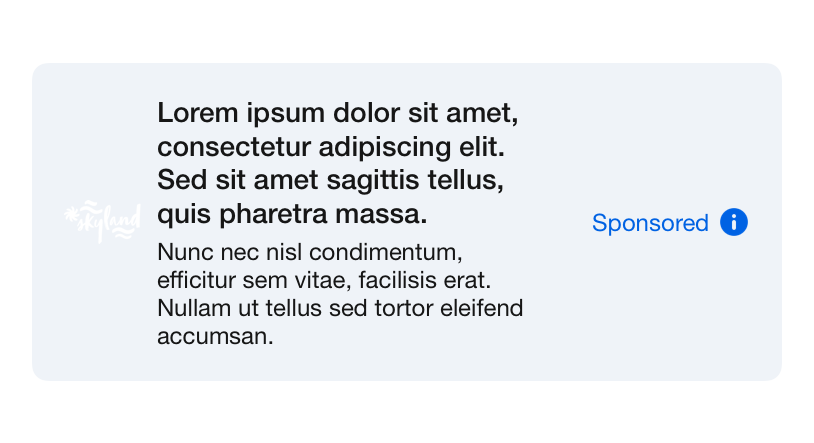 skyland
Lorem ipsum dolor sit amet,
consectetur adipiscing elit.
Sed sit amet sagittis tellus,
quis pharetra massa.
Nunc nec nisl condimentum,
efficitur sem vitae, facilisis erat.
Nullam ut tellus sed tortor eleifend
accumsan.
Sponsored